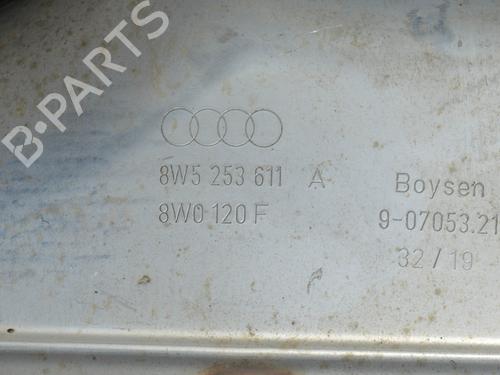 B-PARTS
8W5 253 611 A
8W0 120 F
Boysen
9-07053.21
32/19